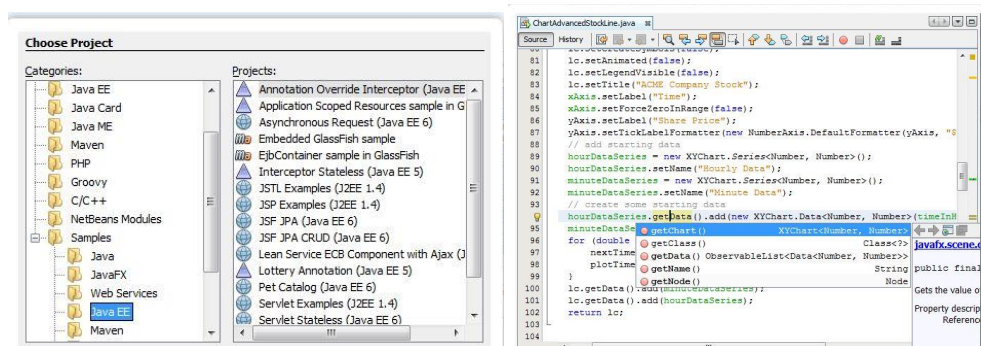 Choose Project
Categories:
Java EE
Java Card
Java ME
Maven
PHP
Groovy
C/C++
NetBeans Modules
Samples
Java
JavaFX
Web Services
Java EE
Maven
Projects:
Annotation Override Interceptor (Java EE
Application Scoped Resources sample in G
Asynchronous Request (Java EE 6)
Embedded GlassFish sample
EjbContainer sample in GlassFish
Interceptor Stateless (Java EE 5)
JSTL Examples (J2EE 1.4)
JSP Examples (J2EE 1.4)
JSF JPA (Java EE 6)
JSF JPA CRUD (Java EE 6)
Lean Service ECB Component with Ajax (J
Lottery Annotation (Java EE 5)
Pet Catalog (Java EE 6)
Servlet Examples (J2EE 1.4)
Servlet Stateless (Java EE 6)
ChartAdvancedStockLine.java
Source History
81 lc.setAnimated(false);
82 lc.setLegendVisible(false);
83 lc.setTitle("ACME Company Stock");
84 xAxis.setLabel("Time");
85 xAxis.setForceZeroInRange(false);
86 yAxis.setLabel("Share Price");
87 yAxis.setTickLabelFormatter(new NumberAxis.DefaultFormatter(yAxis, "$
88 // add starting data
89 hourDataSeries = new XYChart.Series<Number, Number>();
90 hourDataSeries.setName("Hourly Data");
91 minuteDataSeries = new XYChart.Series<Number, Number>();
92 minuteDataSeries.setName("Minute Data");
93 // create some starting data
hourDataSeries.getData().add(new XYChart.Data<Number, Number>(timeInH
95 minuteDataSe
96 for (double
97 nextTime
98 plotTime
99 }
100 lc.getData().add(minuteDataSeries);
101 lc.getData().add(hourDataSeries);
102 return lc;
103
104
getChart() XYChart<Number, Number>
getClass() Class<?>
getData() ObservableList<Data<Number, Number>>
getName() String
getNode() Node
javafx.scene.c
public final
Gets the value o
Property descrip
Referenc